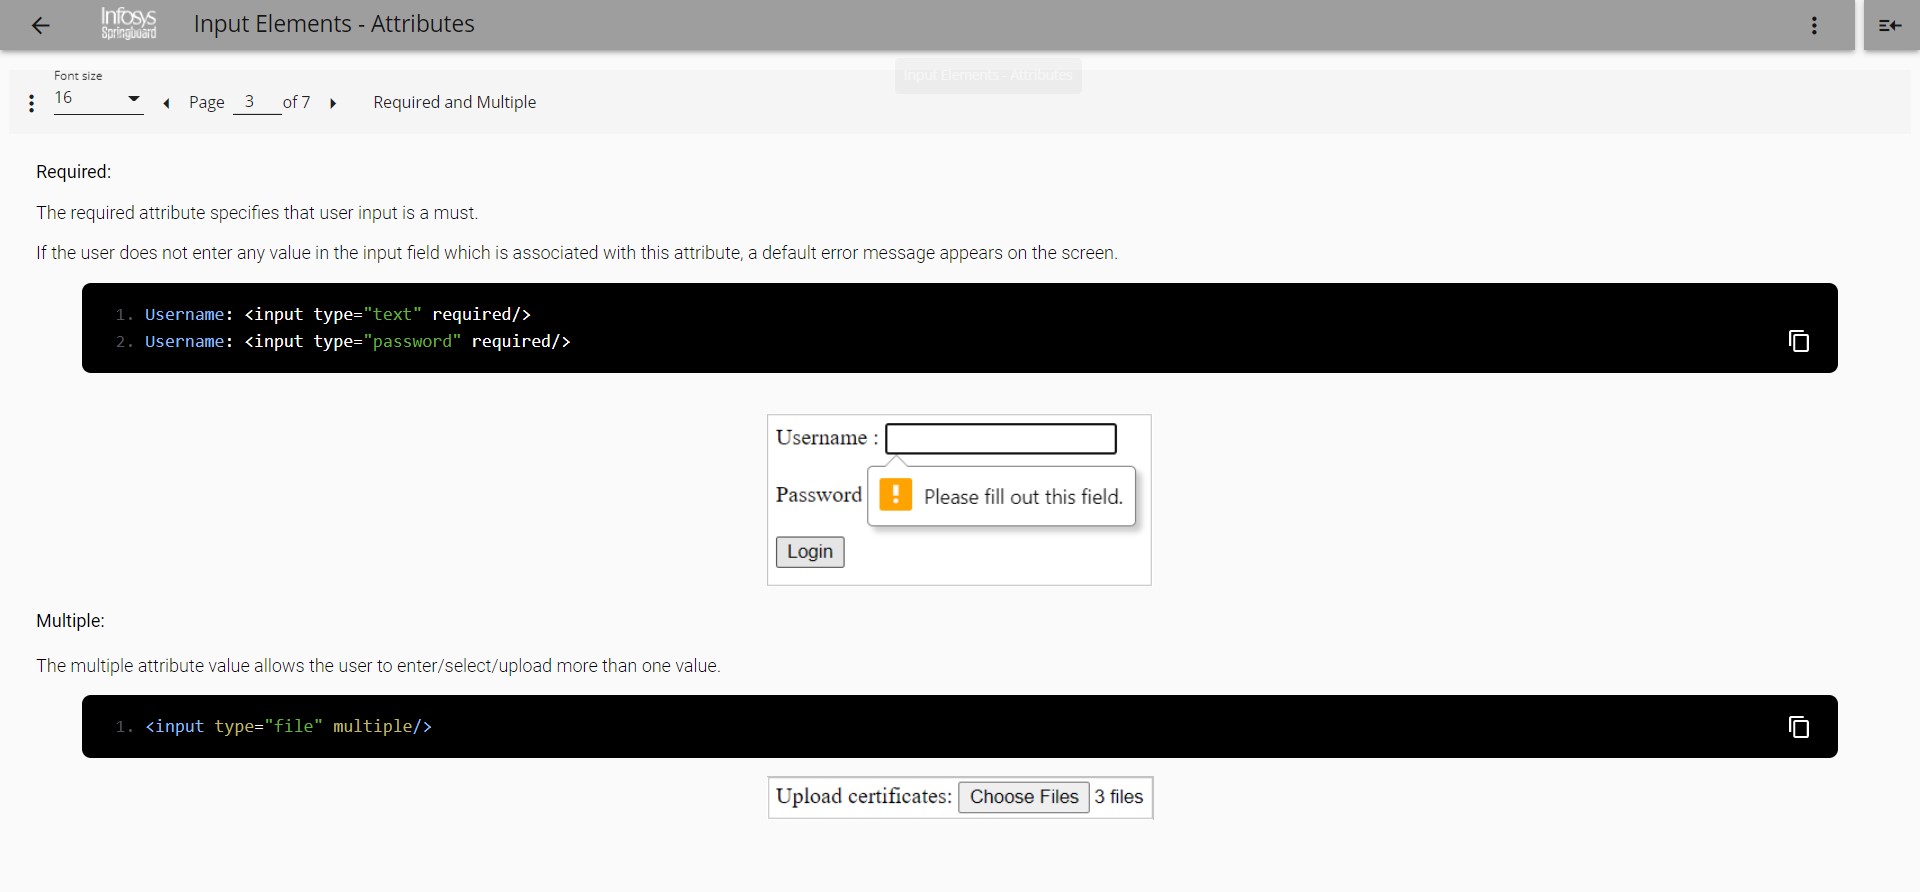 Infosys
Springboard
Input Elements - Attributes
Input Elements - Attributes
Font size
16
Page 3 of 7
Required and Multiple
Required:
The required attribute specifies that user input is a must.
If the user does not enter any value in the input field which is associated with this attribute, a default error message appears on the screen.
1. Username: <input type="text" required/>
2. Username: <input type="password" required/>
Username :
Password
Please fill out this field.
Login
Multiple:
The multiple attribute value allows the user to enter/select/upload more than one value.
1. <input type="file" multiple/>
Upload certificates: Choose Files 3 files